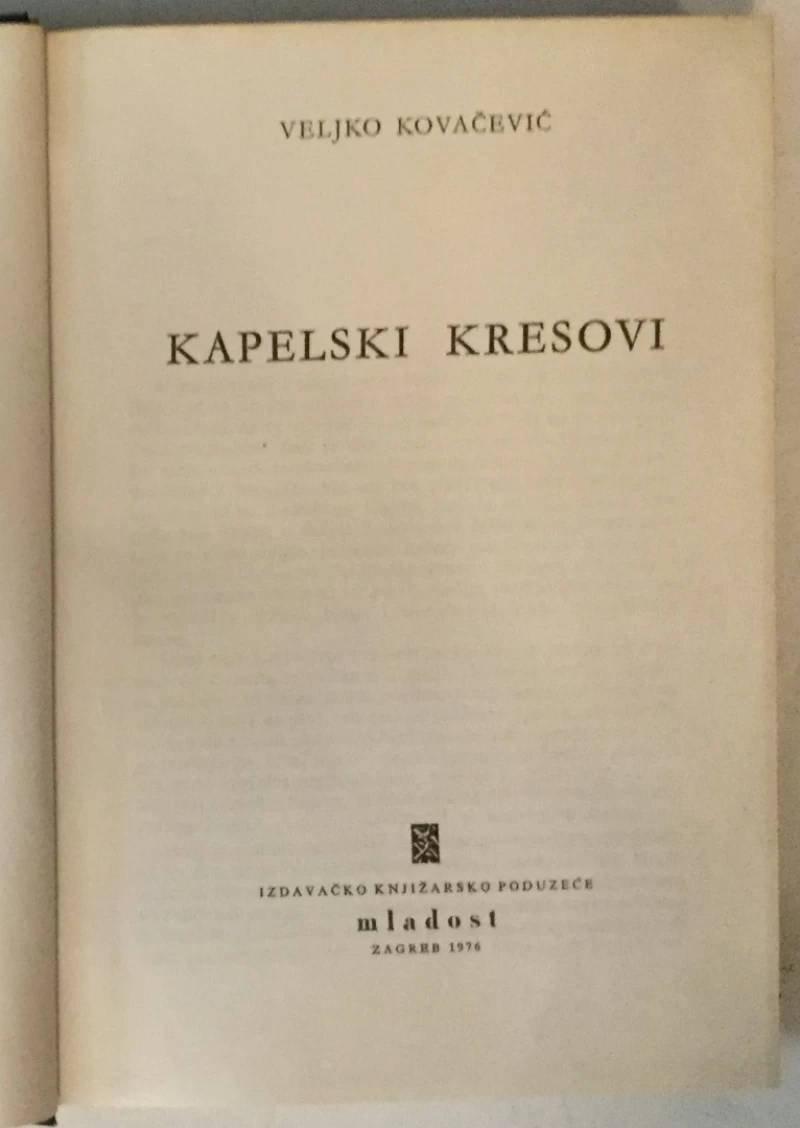 VELJKO KOVAČEVIĆ
KAPELSKI KRESOVI
IZDAVAČKO KNJIŽARSKO PODUZEĆE
mladost
ZAGREB 1976